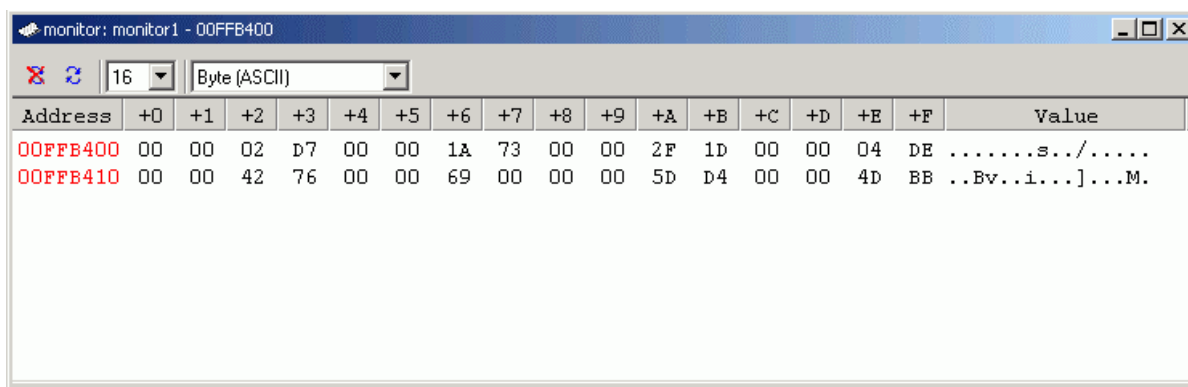 monitor: monitor1 - 00FFB400
16 Byte (ASCII)
Address +0 +1 +2 +3 +4 +5 +6 +7 +8 +9 +A +B +C +D +E +F Value
00FFB400 00 00 02 D7 00 00 1A 73 00 00 2F 1D 00 00 04 DE .......s../.....
00FFB410 00 00 42 76 00 00 69 00 00 00 5D D4 00 00 4D BB ..Bv..i...]...M.